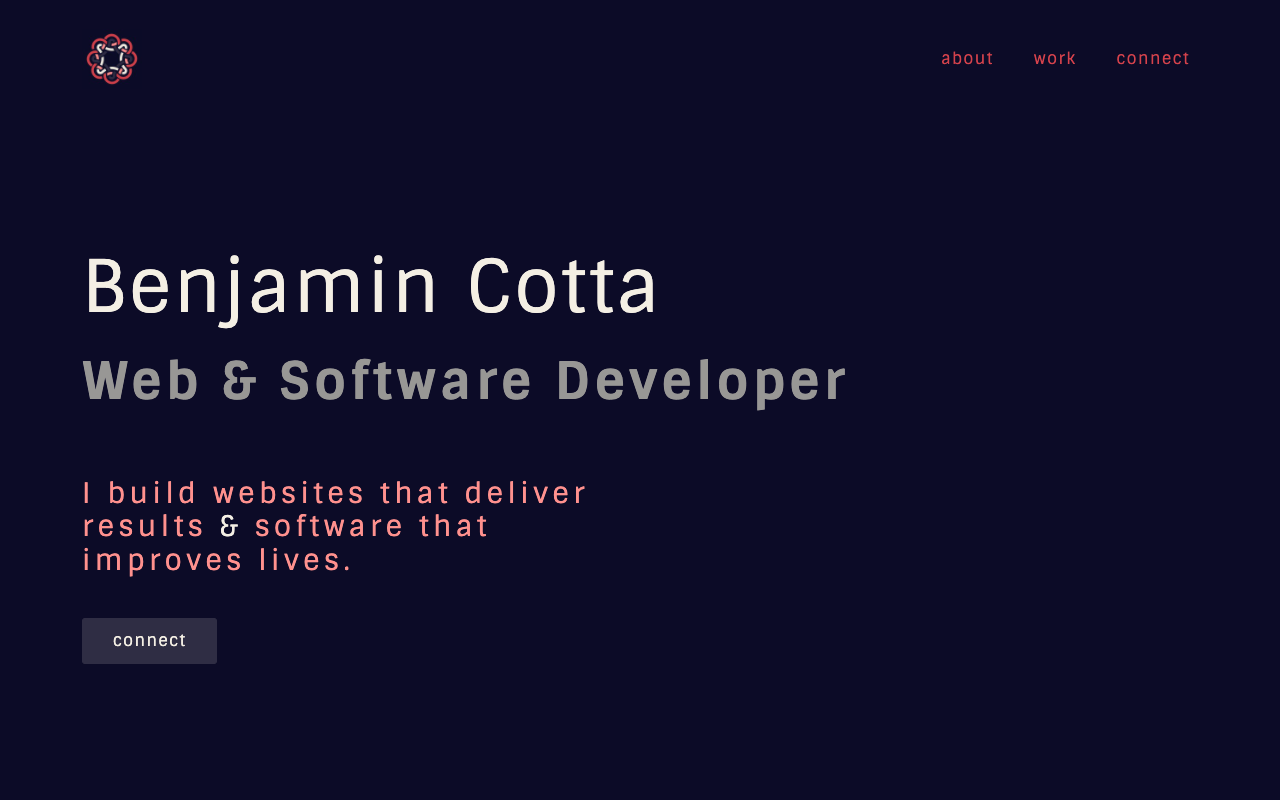 about work connect
Benjamin Cotta
Web & Software Developer
I build websites that deliver
results & software that
improves lives.
connect